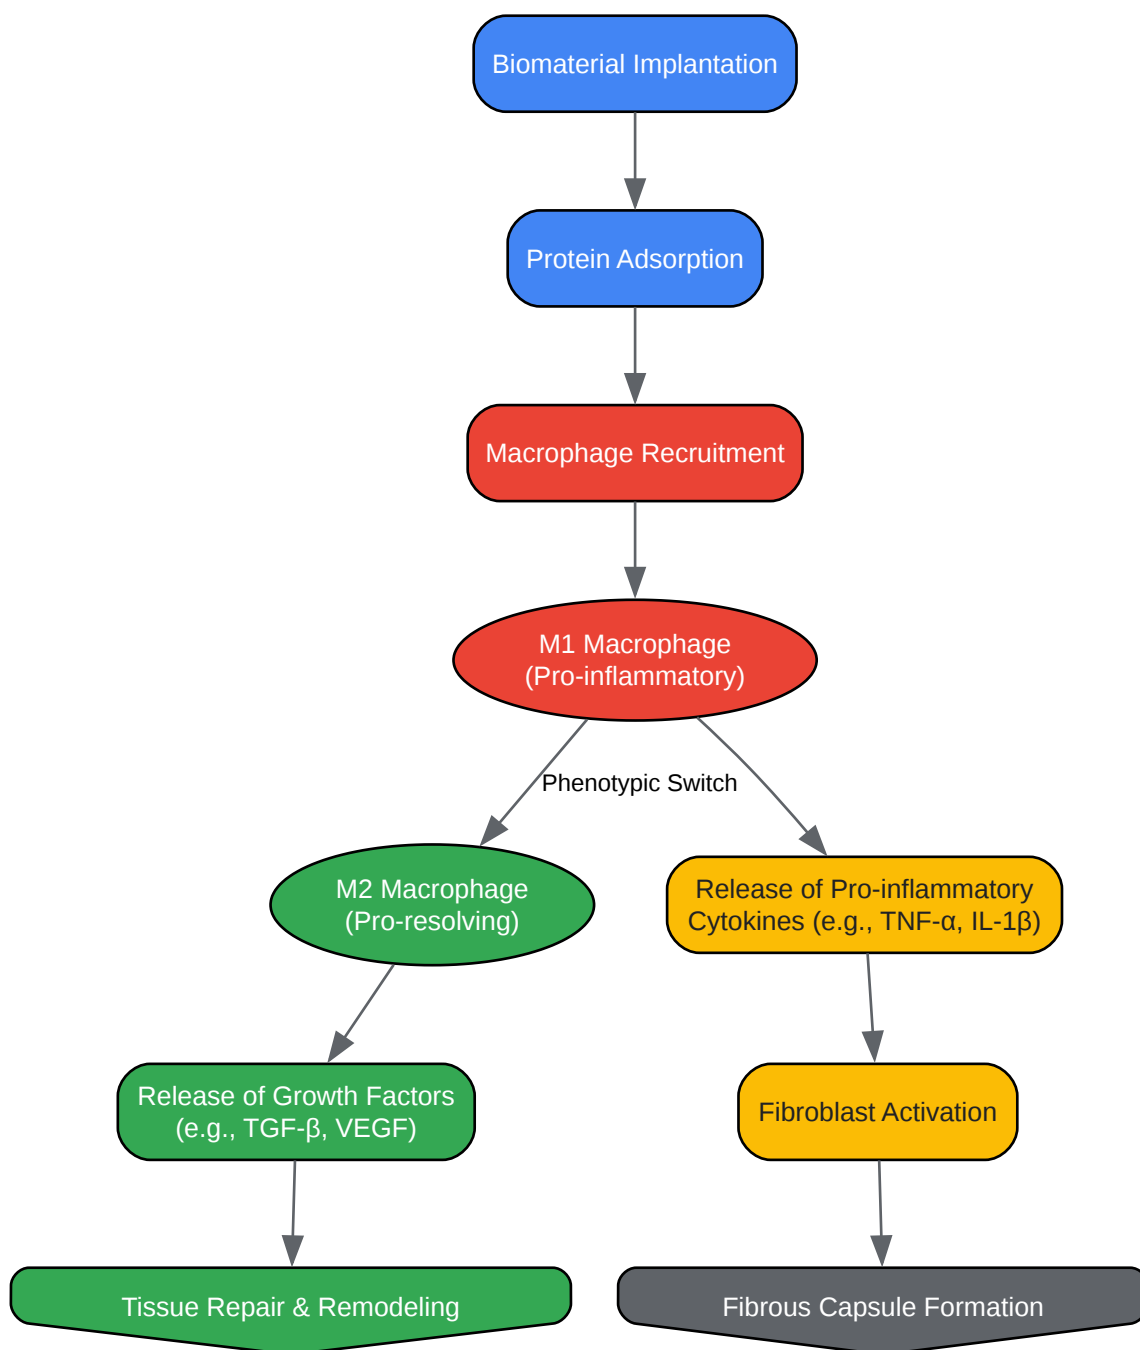 Biomaterial Implantation
Protein Adsorption
Macrophage Recruitment
M1 Macrophage
(Pro-inflammatory)
Phenotypic Switch
M2 Macrophage
(Pro-resolving)
Release of Pro-inflammatory
Cytokines (e.g., TNF-α, IL-1β)
Release of Growth Factors
(e.g., TGF-β, VEGF)
Fibroblast Activation
Tissue Repair & Remodeling
Fibrous Capsule Formation